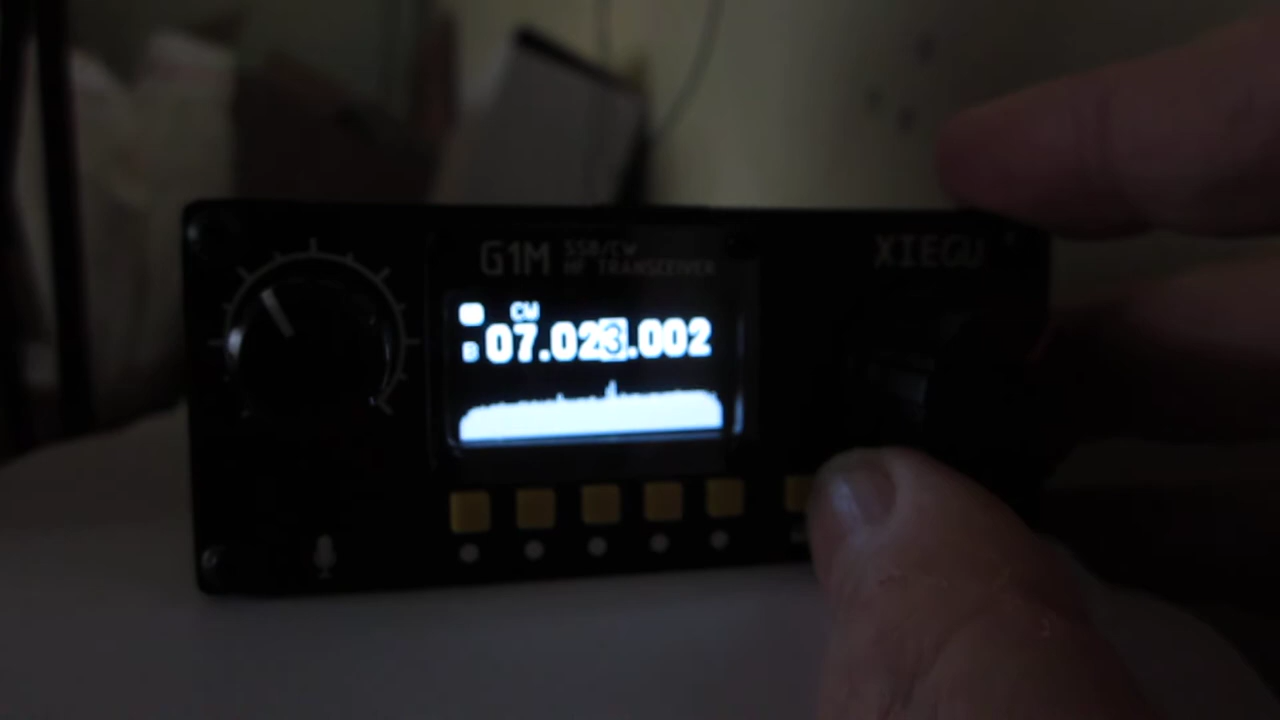 G1M SSB/CW
HF TRANSCEIVER
XIEGU
CW
B 07.023.002